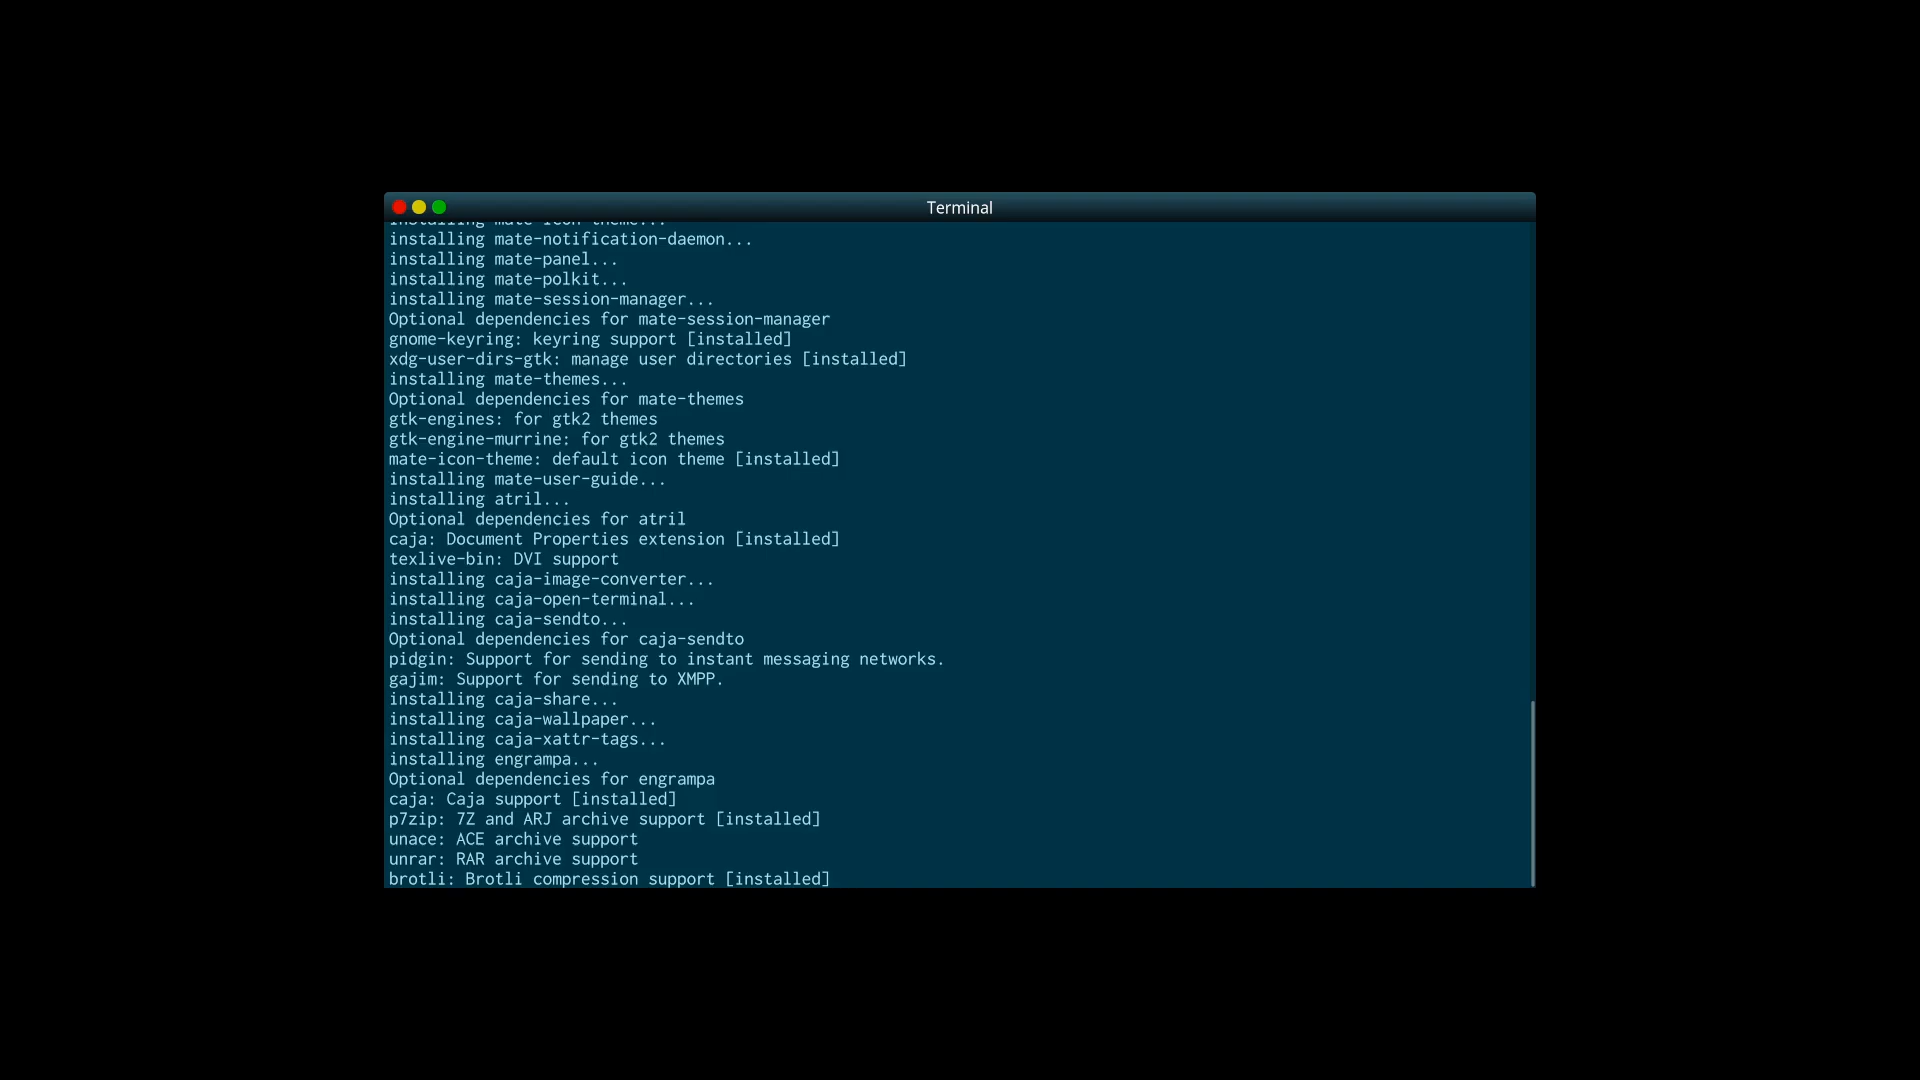 Terminal
installing mate-icon-theme...
installing mate-notification-daemon...
installing mate-panel...
installing mate-polkit...
installing mate-session-manager...
Optional dependencies for mate-session-manager
gnome-keyring: keyring support [installed]
xdg-user-dirs-gtk: manage user directories [installed]
installing mate-themes...
Optional dependencies for mate-themes
gtk-engines: for gtk2 themes
gtk-engine-murrine: for gtk2 themes
mate-icon-theme: default icon theme [installed]
installing mate-user-guide...
installing atril...
Optional dependencies for atril
caja: Document Properties extension [installed]
texlive-bin: DVI support
installing caja-image-converter...
installing caja-open-terminal...
installing caja-sendto...
Optional dependencies for caja-sendto
pidgin: Support for sending to instant messaging networks.
gajim: Support for sending to XMPP.
installing caja-share...
installing caja-wallpaper...
installing caja-xattr-tags...
installing engrampa...
Optional dependencies for engrampa
caja: Caja support [installed]
p7zip: 7Z and ARJ archive support [installed]
unace: ACE archive support
unrar: RAR archive support
brotli: Brotli compression support [installed]